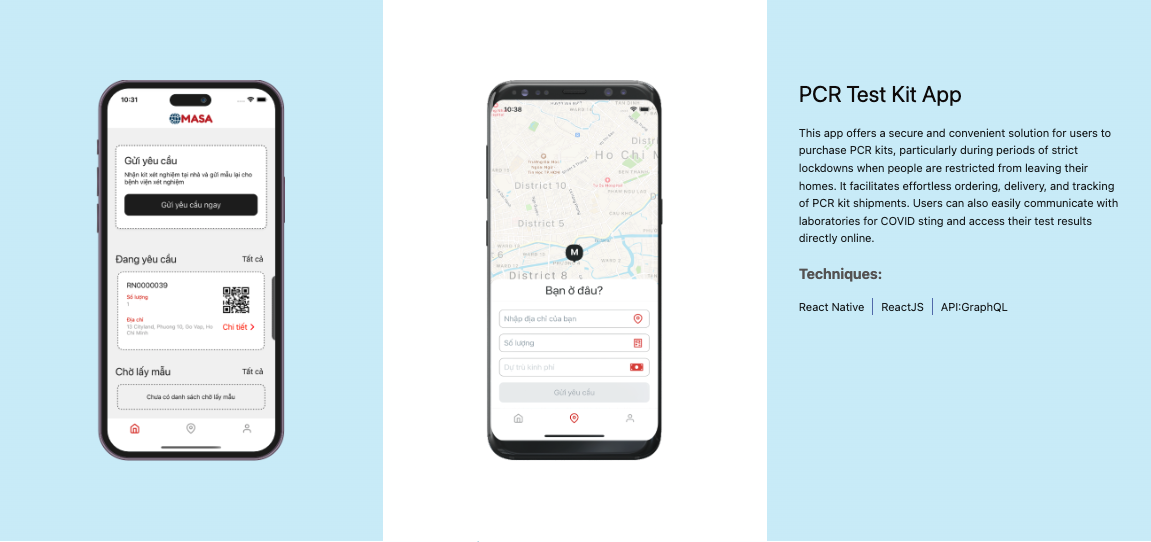 10:31
MASA
Gửi yêu cầu
Nhận kit xét nghiệm tại nhà và gửi mẫu lại cho
bệnh viện xét nghiệm
Gửi yêu cầu ngay
Đang yêu cầu
Tất cả
RN0000039
Số lượng
1
Địa chỉ
10 Cityland, Phuong 10, Go Vap, Ho
Chi Minh
Chi tiết
Chờ lấy mẫu
Tất cả
Chưa có danh sách chờ lấy mẫu
10:38
Ho Chi M
District 10
District 5
M
District 8
Bạn ở đâu?
Nhập địa chỉ của bạn
Số lượng
Dự trù kinh phí
Gửi yêu cầu
PCR Test Kit App
This app offers a secure and convenient solution for users to
purchase PCR kits, particularly during periods of strict
lockdowns when people are restricted from leaving their
homes. It facilitates effortless ordering, delivery, and tracking
of PCR kit shipments. Users can also easily communicate with
laboratories for COVID sting and access their test results
directly online.
Techniques:
React Native
ReactJS
API:GraphQL